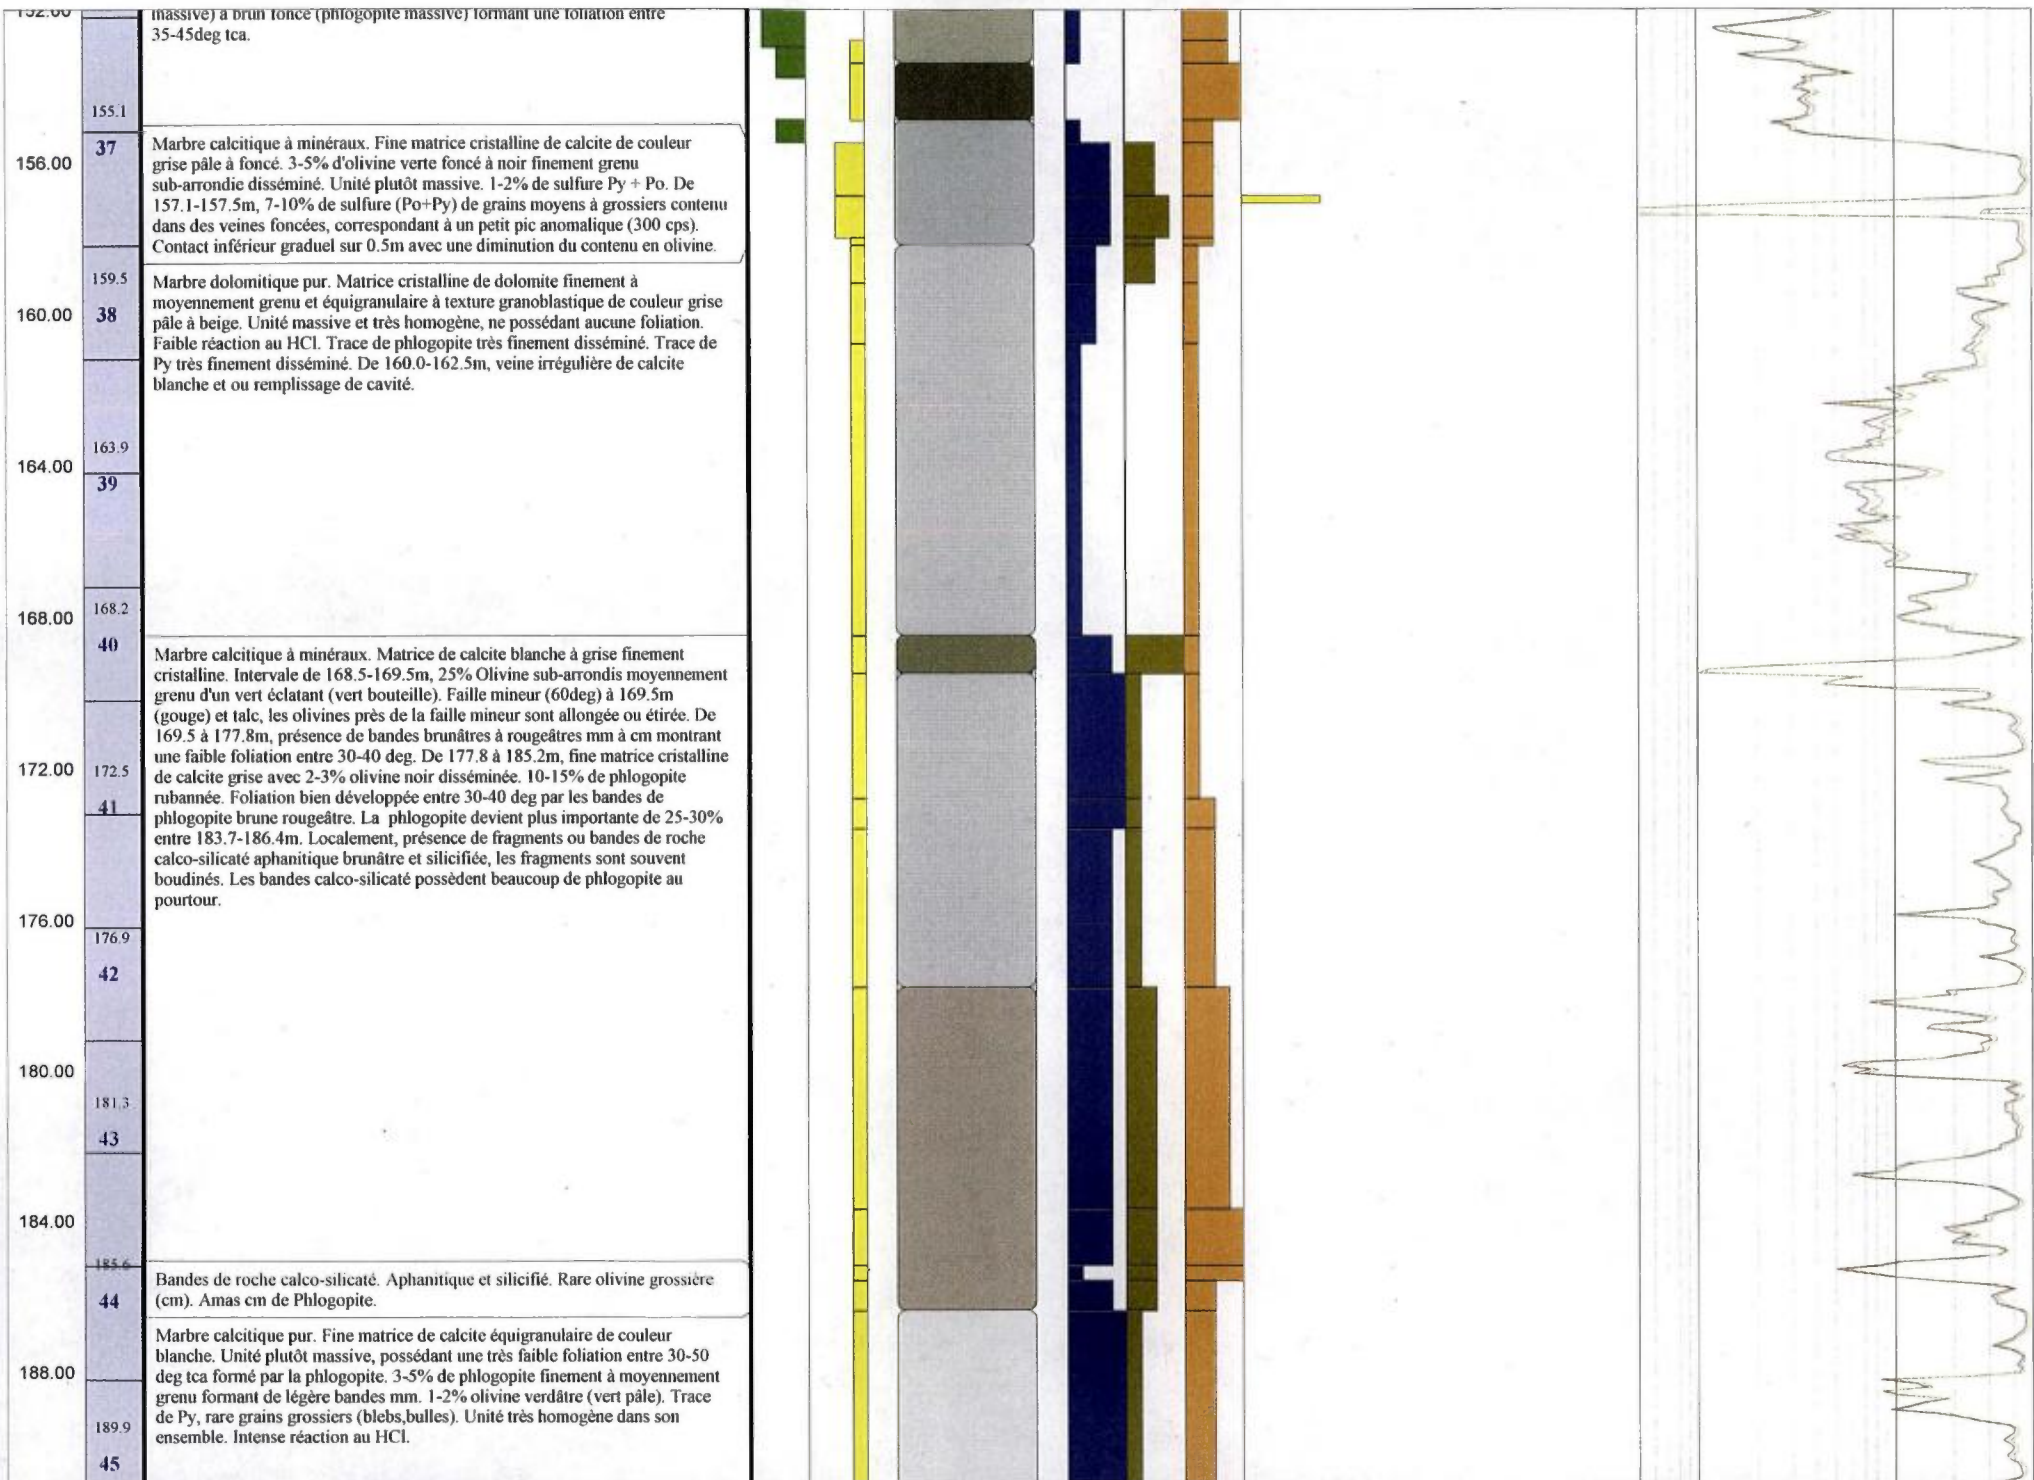 152.00
massive) à brun foncé (phlogopite massive) formant une foliation entre
35-45deg tca.
155.1
37
156.00
Marbre calcitique à minéraux. Fine matrice cristalline de calcite de couleur
grise pâle à foncé. 3-5% d'olivine verte foncé à noir finement grenu
sub-arrondie disséminé. Unité plutôt massive. 1-2% de sulfure Py + Po. De
157.1-157.5m, 7-10% de sulfure (Po+Py) de grains moyens à grossiers contenu
dans des veines foncées, correspondant à un petit pic anomalique (300 cps).
Contact inférieur graduel sur 0.5m avec une diminution du contenu en olivine.
159.5
38
160.00
Marbre dolomitique pur. Matrice cristalline de dolomite finement à
moyennement grenu et équigranulaire à texture granoblastique de couleur grise
pâle à beige. Unité massive et très homogène, ne possédant aucune foliation.
Faible réaction au HCl. Trace de phlogopite très finement disséminé. Trace de
Py très finement disséminé. De 160.0-162.5m, veine irrégulière de calcite
blanche et ou remplissage de cavité.
163.9
164.00
39
168.2
168.00
40
Marbre calcitique à minéraux. Matrice de calcite blanche à grise finement
cristalline. Intervale de 168.5-169.5m, 25% Olivine sub-arrondis moyennement
grenu d'un vert éclatant (vert bouteille). Faille mineur (60deg) à 169.5m
(gouge) et talc, les olivines près de la faille mineur sont allongée ou étirée. De
169.5 à 177.8m, présence de bandes brunâtres à rougeâtres mm à cm montrant
une faible foliation entre 30-40 deg. De 177.8 à 185.2m, fine matrice cristalline
de calcite grise avec 2-3% olivine noir disséminée. 10-15% de phlogopite
rubannée. Foliation bien développée entre 30-40 deg par les bandes de
phlogopite brune rougeâtre. La phlogopite devient plus importante de 25-30%
entre 183.7-186.4m. Localement, présence de fragments ou bandes de roche
calco-silicaté aphanitique brunâtre et silicifiée, les fragments sont souvent
boudinés. Les bandes calco-silicaté possèdent beaucoup de phlogopite au
pourtour.
172.00
172.5
41
176.00
176.9
42
180.00
181.3
43
184.00
185.6
44
Bandes de roche calco-silicaté. Aphanitique et silicifié. Rare olivine grossière
(cm). Amas cm de Phlogopite.
Marbre calcitique pur. Fine matrice de calcite équigranulaire de couleur
blanche. Unité plutôt massive, possédant une très faible foliation entre 30-50
deg tca formé par la phlogopite. 3-5% de phlogopite finement à moyennement
grenu formant de légère bandes mm. 1-2% olivine verdâtre (vert pâle). Trace
de Py, rare grains grossiers (blebs,bulles). Unité très homogène dans son
ensemble. Intense réaction au HCl.
188.00
189.9
45